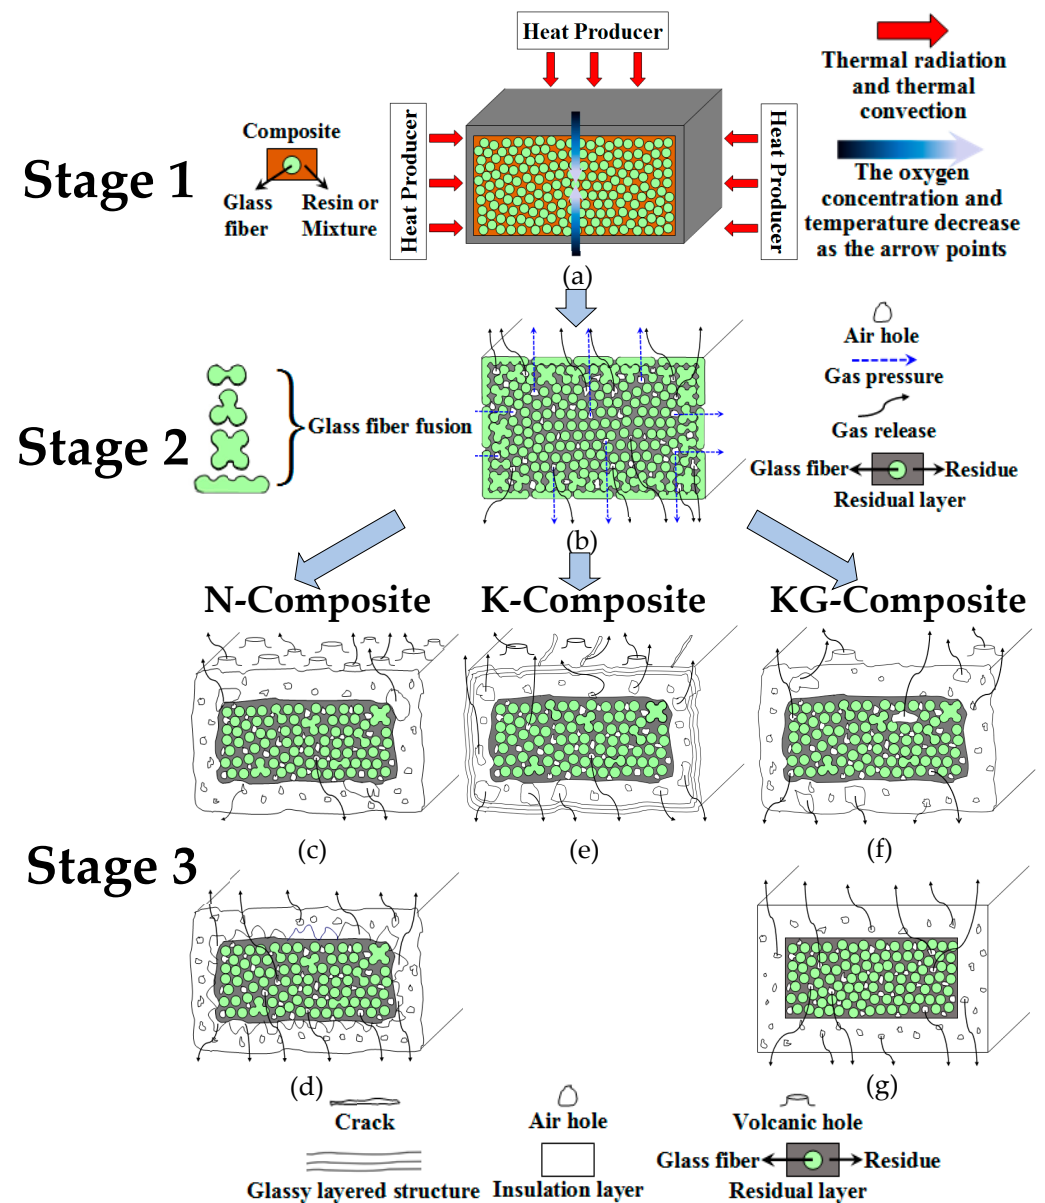 Heat Producer
Thermal radiation
and thermal
convection
Composite
Glass
fiber
Resin or
Mixture
Stage 1
Heat Producer
Heat Producer
The oxygen
concentration and
temperature decrease
as the arrow points
(a)
Air hole
Gas pressure
Gas release
Stage 2
Glass fiber fusion
Glass fiber
Residue
Residual layer
(b)
N-Composite
K-Composite
KG-Composite
(c)
(e)
(f)
Stage 3
(d)
(g)
Crack
Air hole
Volcanic hole
Glassy layered structure
Insulation layer
Glass fiber
Residue
Residual layer